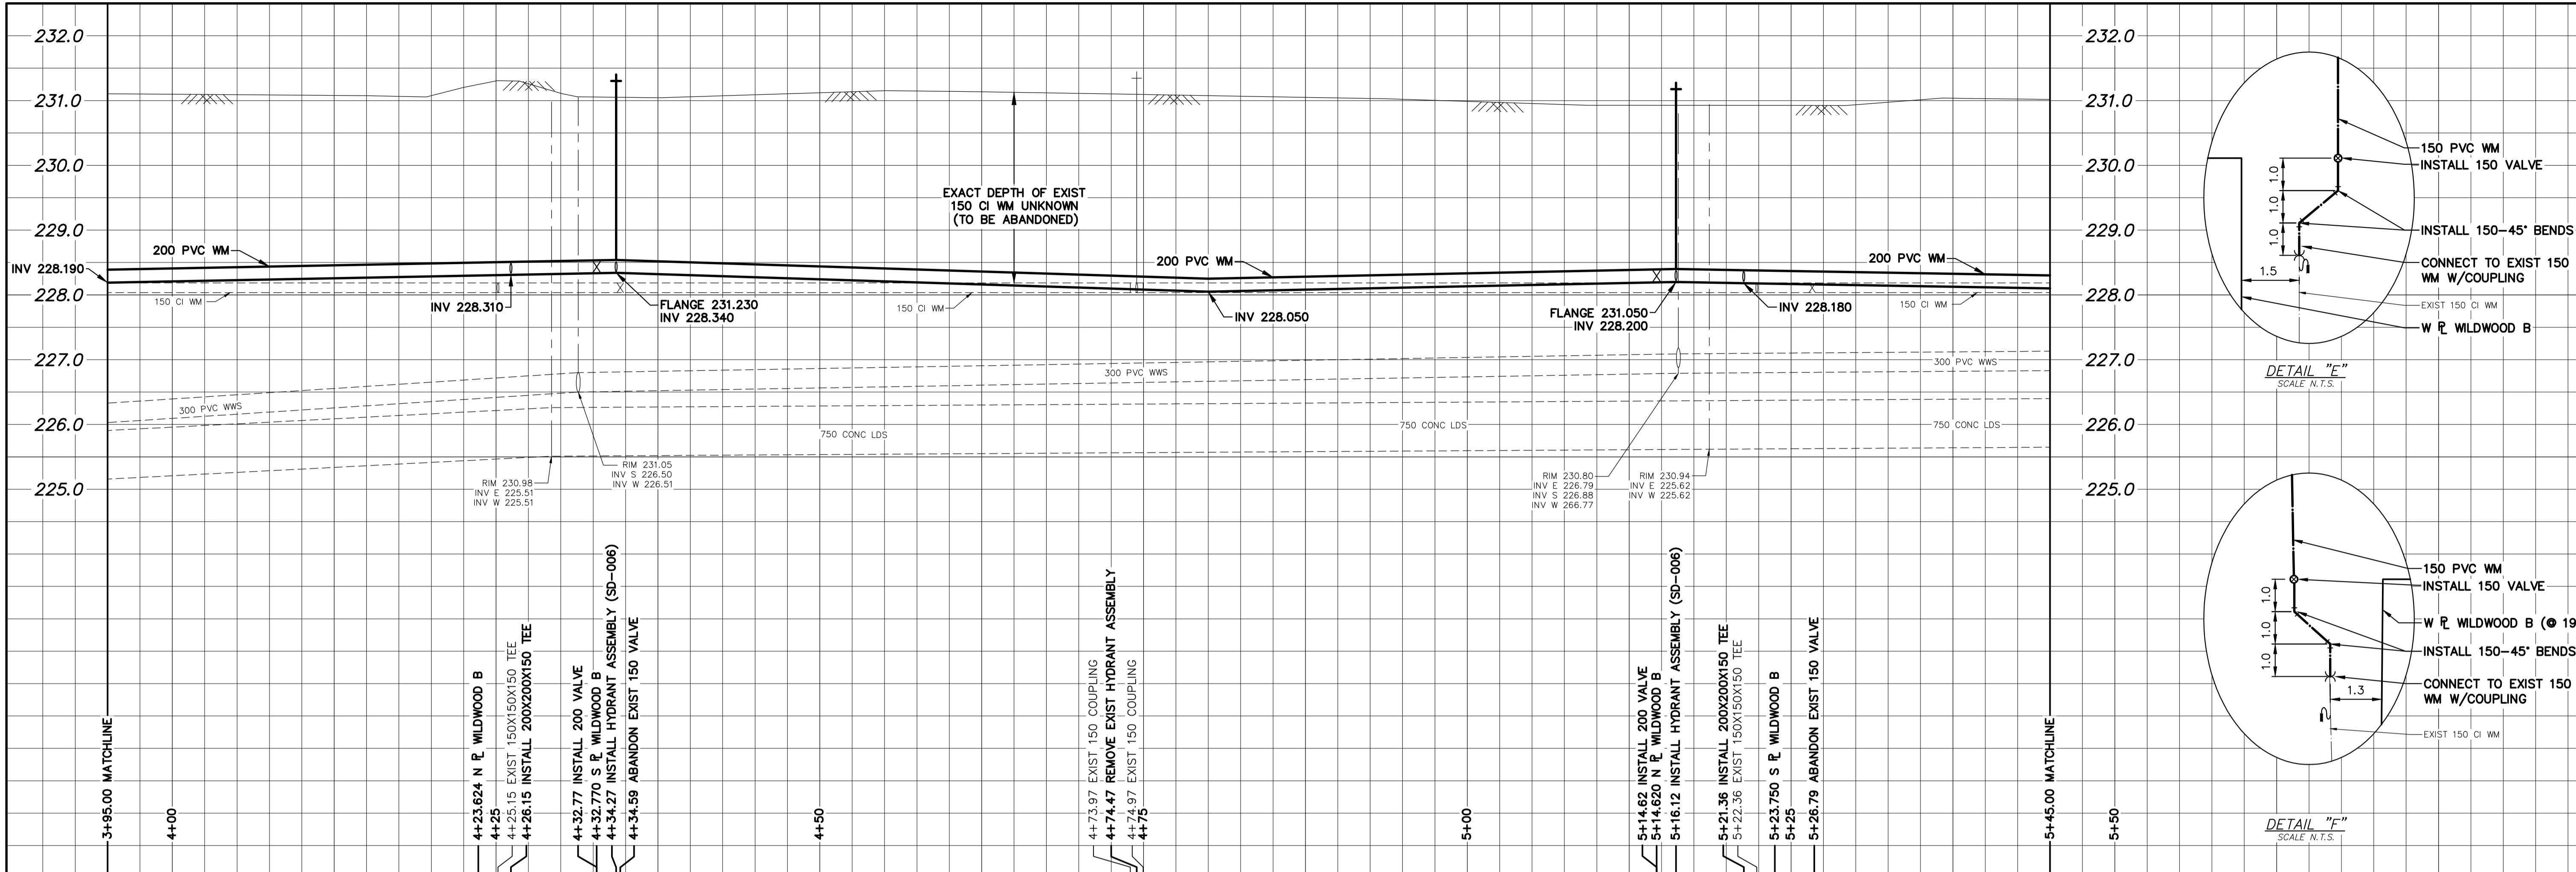 232.0
231.0
230.0
229.0
228.0
227.0
226.0
225.0
232.0
231.0
230.0
229.0
228.0
227.0
226.0
225.0
INV 228.190
200 PVC WM
150 CI WM
INV 228.310
FLANGE 231.230
INV 228.340
EXACT DEPTH OF EXIST
150 CI WM UNKNOWN
(TO BE ABANDONED)
150 CI WM
200 PVC WM
INV 228.050
FLANGE 231.050
INV 228.200
INV 228.180
200 PVC WM
150 CI WM
300 PVC WWS
300 PVC WWS
300 PVC WWS
750 CONC LDS
750 CONC LDS
750 CONC LDS
RIM 230.98
INV E 225.51
INV W 225.51
RIM 231.05
INV S 226.50
INV W 226.51
RIM 230.80
INV E 226.79
INV S 226.88
INV W 266.77
RIM 230.94
INV E 225.62
INV W 225.62
3+95.00 MATCHLINE
4+00
4+23.624 N PL WILDWOOD B
4+25
4+25.15 EXIST 150X150X150 TEE
4+26.15 INSTALL 200X200X150 TEE
4+32.77 INSTALL 200 VALVE
4+32.770 S PL WILDWOOD B
4+34.27 INSTALL HYDRANT ASSEMBLY (SD-006)
4+34.59 ABANDON EXIST 150 VALVE
4+50
4+73.97 EXIST 150 COUPLING
4+74.47 REMOVE EXIST HYDRANT ASSEMBLY
4+74.97 EXIST 150 COUPLING
4+75
5+00
5+14.62 INSTALL 200 VALVE
5+14.620 N PL WILDWOOD B
5+16.12 INSTALL HYDRANT ASSEMBLY (SD-006)
5+21.36 INSTALL 200X200X150 TEE
5+22.36 EXIST 150X150X150 TEE
5+23.750 S PL WILDWOOD B
5+25
5+26.79 ABANDON EXIST 150 VALVE
5+45.00 MATCHLINE
5+50
150 PVC WM
INSTALL 150 VALVE
1.0
1.0
1.0
INSTALL 150-45° BENDS
CONNECT TO EXIST 150
WM W/COUPLING
1.5
EXIST 150 CI WM
W PL WILDWOOD B
DETAIL "E"
SCALE N.T.S.
150 PVC WM
INSTALL 150 VALVE
1.0
1.0
1.0
W PL WILDWOOD B (@ 19
INSTALL 150-45° BENDS
CONNECT TO EXIST 150
WM W/COUPLING
1.3
EXIST 150 CI WM
DETAIL "F"
SCALE N.T.S.